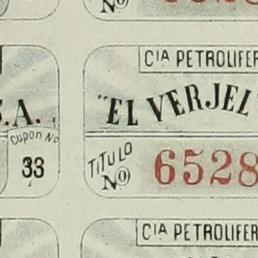 Nº
CIA PETROLIFER
"EL VERJEL"
S.A.
Cupon Nº
33
TITULO
Nº
6528
CIA PETROLIFER